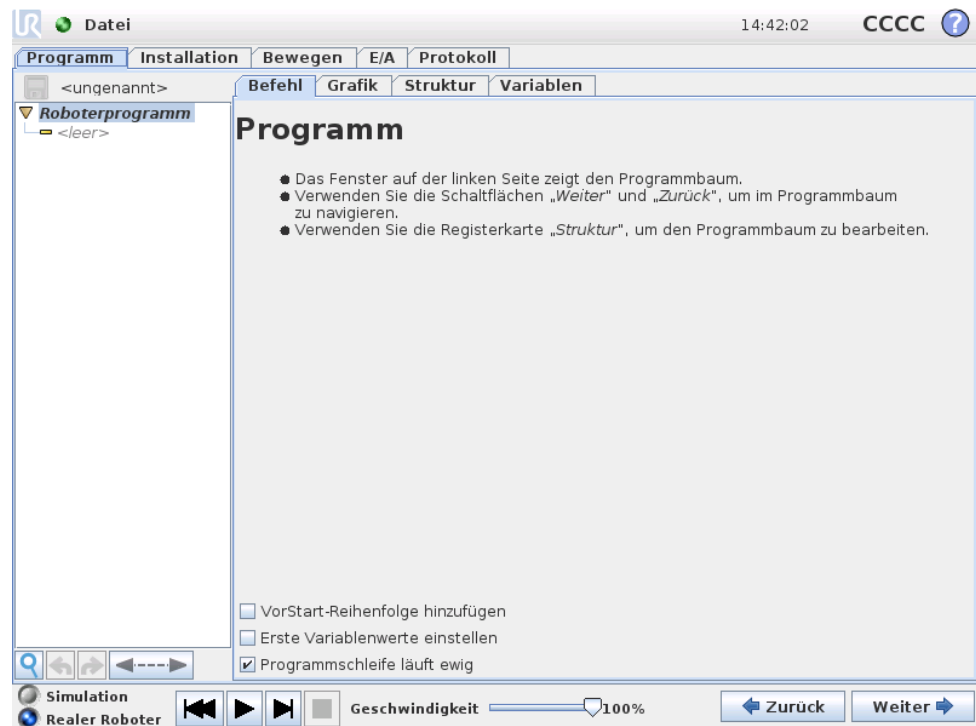 UR Datei 14:42:02 CCCC ?
Programm Installation Bewegen E/A Protokoll
<ungenannt>
Befehl Grafik Struktur Variablen
Roboterprogramm
<leer>
Programm
Das Fenster auf der linken Seite zeigt den Programmbaum.
Verwenden Sie die Schaltflächen „Weiter" und „Zurück", um im Programmbaum
zu navigieren.
Verwenden Sie die Registerkarte „Struktur", um den Programmbaum zu bearbeiten.
VorStart-Reihenfolge hinzufügen
Erste Variablenwerte einstellen
Programmschleife läuft ewig
Simulation
Realer Roboter
Geschwindigkeit 100%
Zurück
Weiter